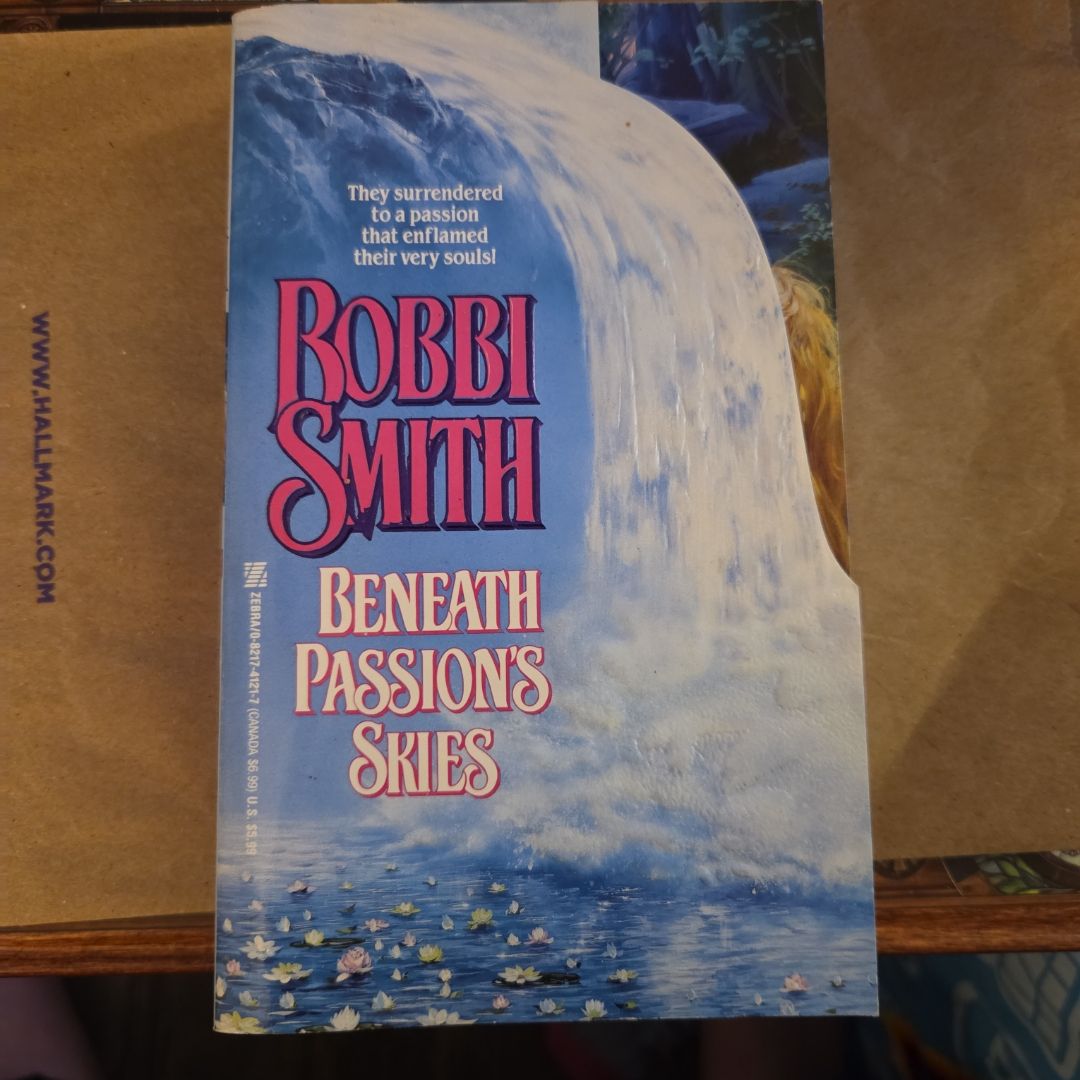 They surrendered
to a passion
that enflamed
their very souls!
BOBBI
SMITH
BENEATH
PASSION'S
SKIES
ZEBRA/0-8217-4121-7 (CANADA $6.99) U.S. $5.99
WWW.HALLMARK.COM